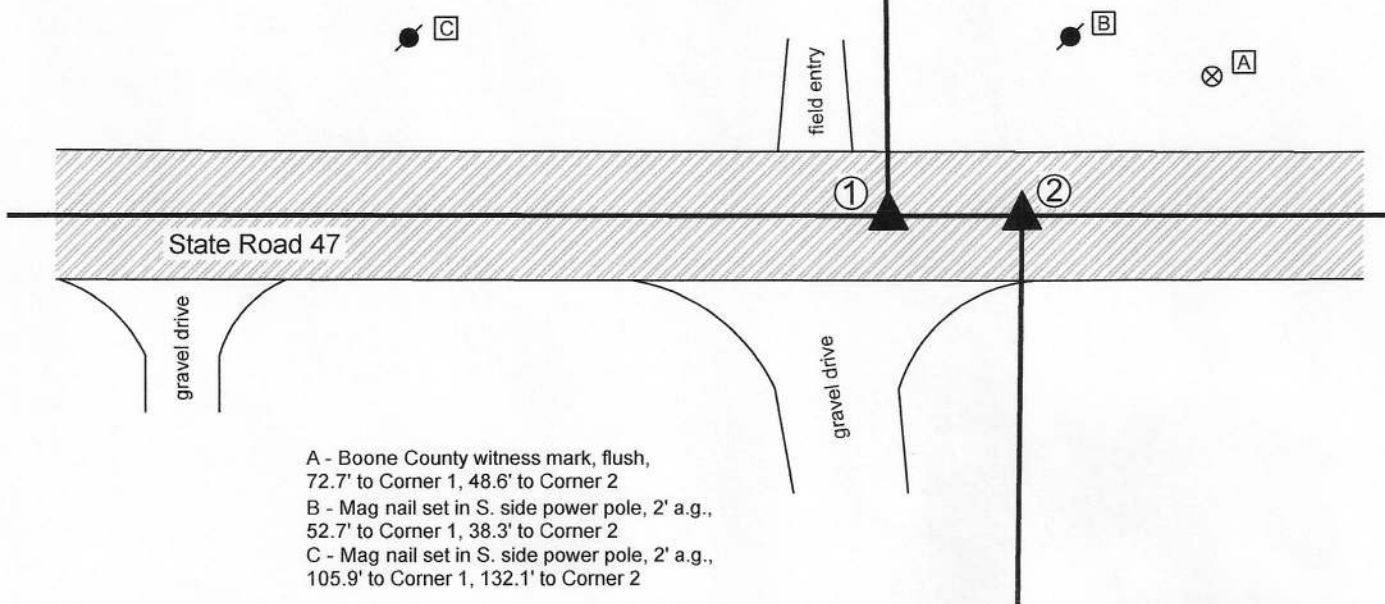 C
B
A
field entry
1
2
State Road 47
gravel drive
gravel drive
A - Boone County witness mark, flush,
72.7' to Corner 1, 48.6' to Corner 2
B - Mag nail set in S. side power pole, 2' a.g.,
52.7' to Corner 1, 38.3' to Corner 2
C - Mag nail set in S. side power pole, 2' a.g.,
105.9' to Corner 1, 132.1' to Corner 2